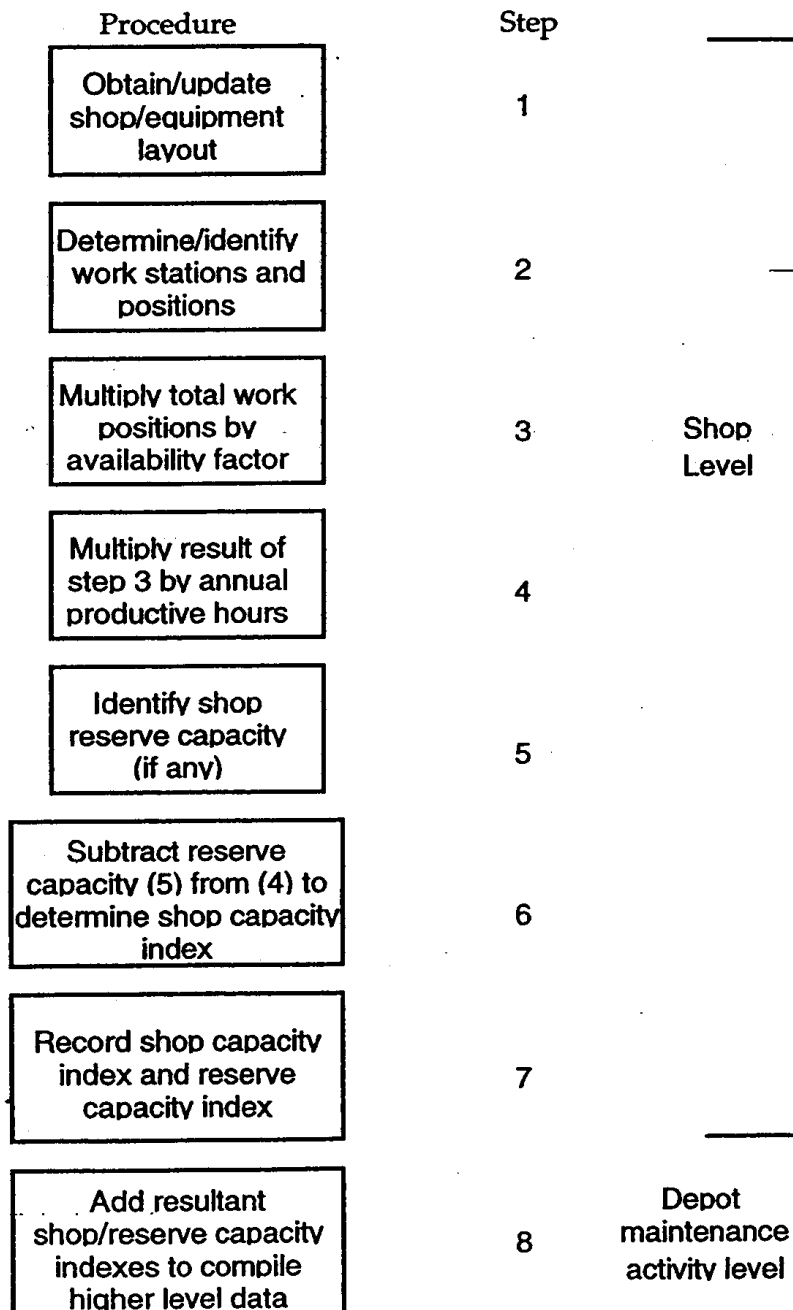 Procedure Step
Obtain/update
shop/equipment
layout
1
Determine/identify
work stations and
positions
2
Multiply total work
positions by
availability factor
3
Shop
Level
Multiply result of
step 3 by annual
productive hours
4
Identify shop
reserve capacity
(if any)
5
Subtract reserve
capacity (5) from (4) to
determine shop capacity
index
6
Record shop capacity
index and reserve
capacity index
7
Add resultant
shop/reserve capacity
indexes to compile
higher level data
8
Depot
maintenance
activity level